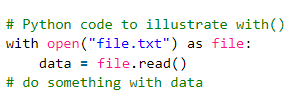 # Python code to illustrate with()
with open("file.txt") as file:
    data = file.read()
# do something with data